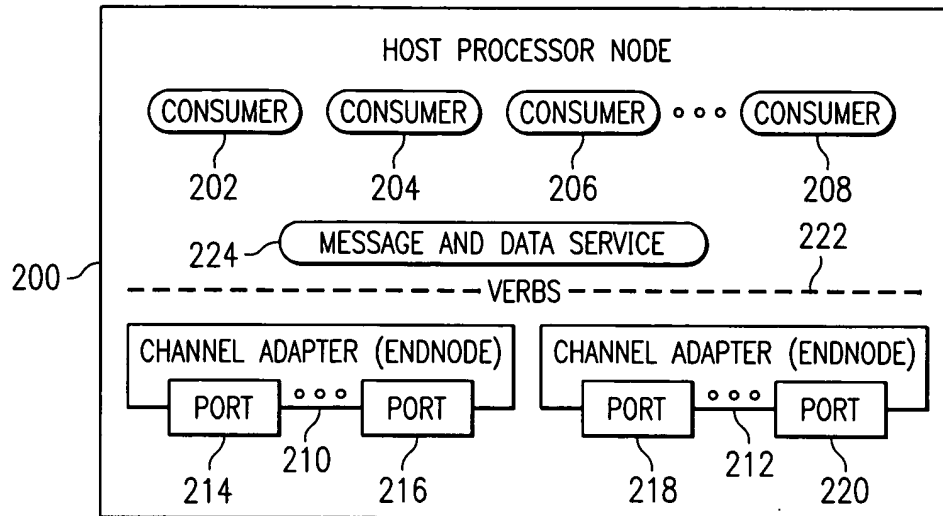 HOST PROCESSOR NODE
CONSUMER CONSUMER CONSUMER CONSUMER
202 204 206 208
224 MESSAGE AND DATA SERVICE 222
200
VERBS
CHANNEL ADAPTER (ENDNODE) CHANNEL ADAPTER (ENDNODE)
PORT PORT PORT PORT
214 210 216 218 212 220